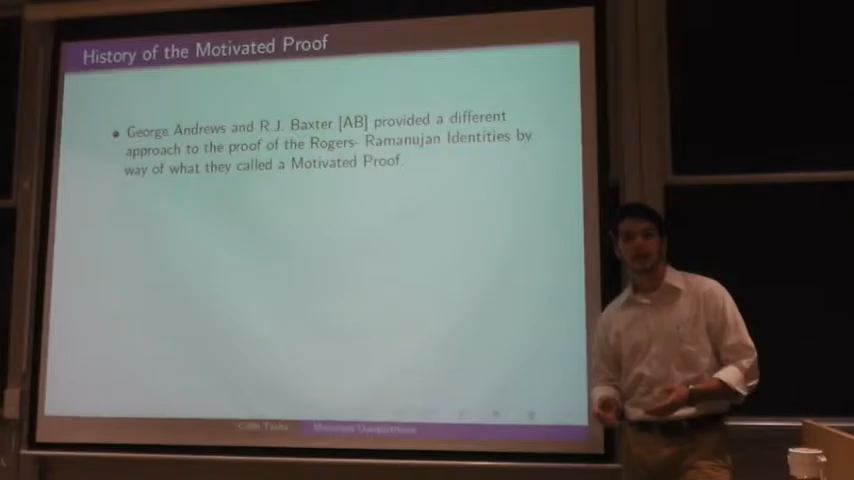 History of the Motivated Proof
George Andrews and R.J. Baxter [AB] provided a different
approach to the proof of the Rogers- Ramanujan Identities by
way of what they called a Motivated Proof.